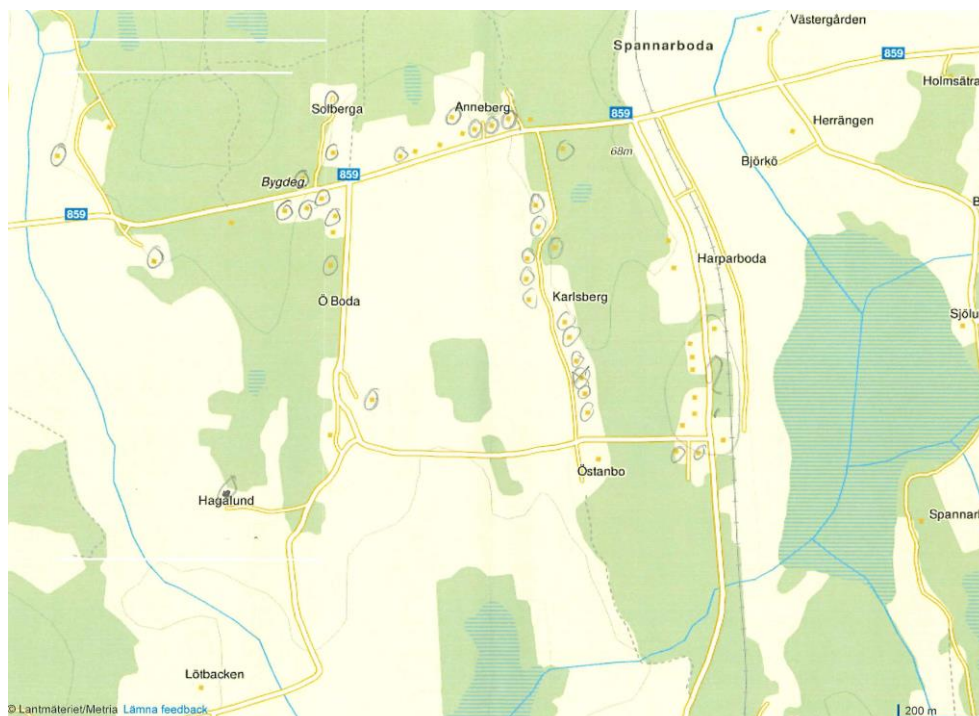 Västergården
Spannarboda
859
Holmsätra
Solberga
Anneberg
859
Herrängen
68m
Björkö
Bygdeg.
859
859
B
Harparboda
Ö Boda
Karlsberg
Sjölu
Östanbo
Hagalund
Spannarb
Lötbacken
© Lantmäteriet/Metria Lämna feedback
200 m